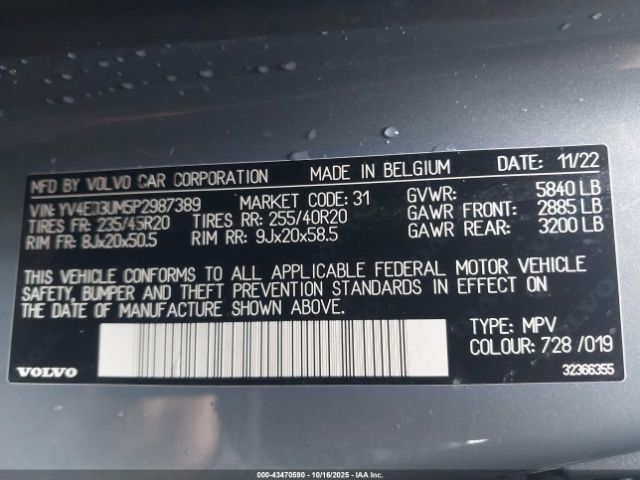 MFD BY VOLVO CAR CORPORATION MADE IN BELGIUM DATE: 11/22
VIN: YV4ED3UM5P2987389 MARKET CODE: 31 GVWR: 5840 LB
TIRES FR: 235/45R20 TIRES RR: 255/40R20 GAWR FRONT: 2885 LB
RIM FR: 8Jx20x50.5 RIM RR: 9Jx20x58.5 GAWR REAR: 3200 LB
THIS VEHICLE CONFORMS TO ALL APPLICABLE FEDERAL MOTOR VEHICLE
SAFETY, BUMPER AND THEFT PREVENTION STANDARDS IN EFFECT ON
THE DATE OF MANUFACTURE SHOWN ABOVE.
TYPE: MPV
COLOUR: 728 /019
VOLVO 32366355
000-43470590 - 10/16/2025 - IAAI.COM